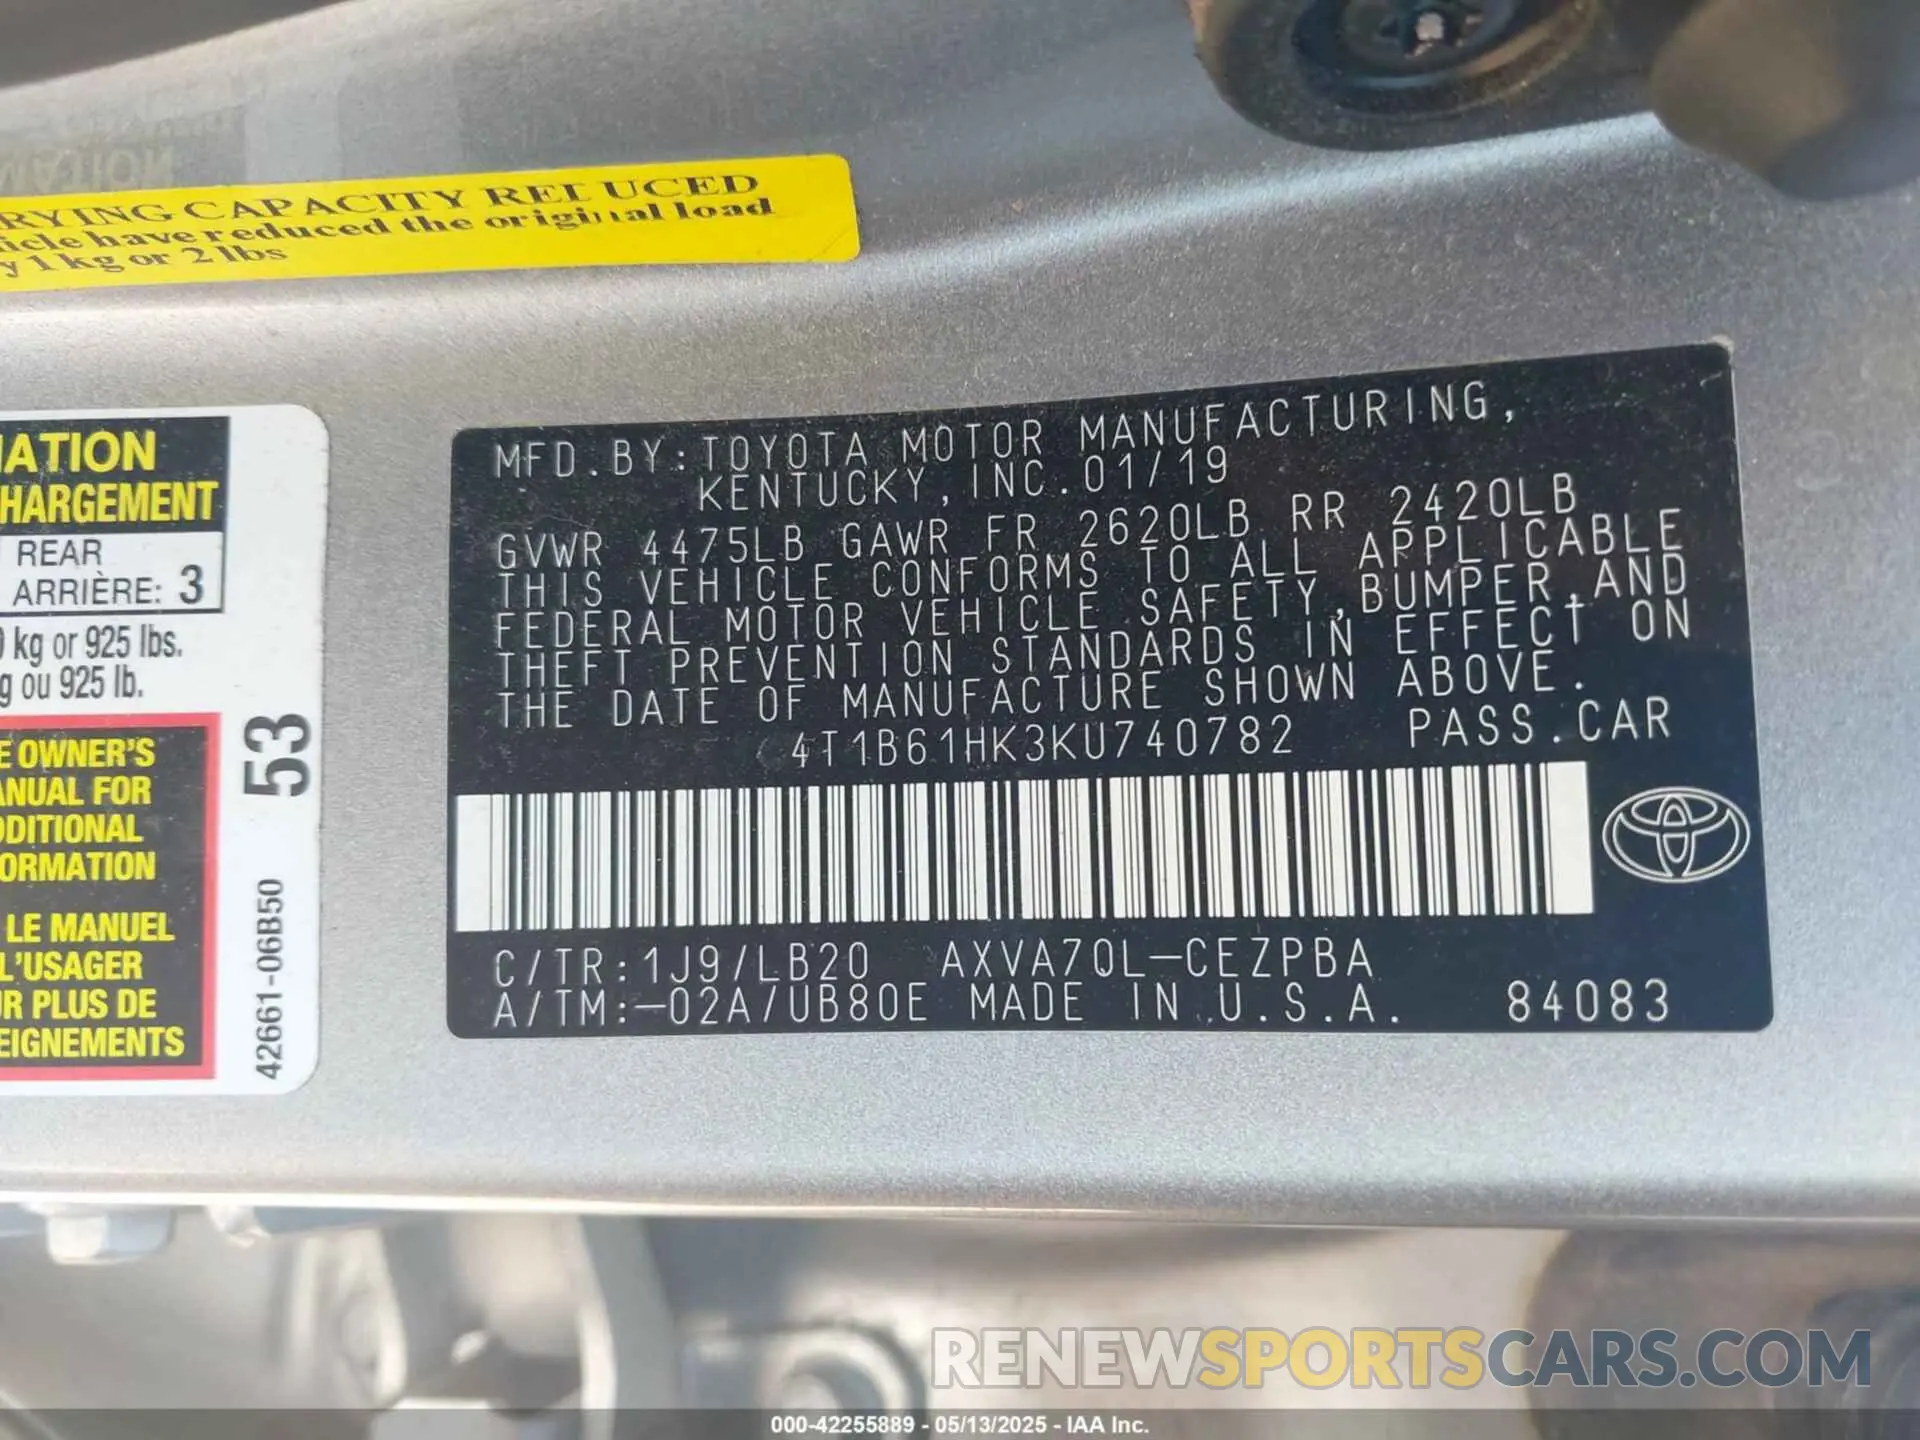 MATION
RYING CAPACITY REDUCED
icle have reduced the original load
y 1 kg or 2 lbs
MATION
HARGEMENT
REAR
ARRIÈRE: 3
0 kg or 925 lbs.
g ou 925 lb.
E OWNER'S
ANUAL FOR
DDITIONAL
FORMATION
LE MANUEL
L'USAGER
UR PLUS DE
EIGNEMENTS
53
42661-06B50
MFD.BY:TOYOTA MOTOR MANUFACTURING,
KENTUCKY,INC.01/19
GVWR 4475LB GAWR FR 2620LB RR 2420LB
THIS VEHICLE CONFORMS TO ALL APPLICABLE
FEDERAL MOTOR VEHICLE SAFETY,BUMPER,AND
THEFT PREVENTION STANDARDS IN EFFECT ON
THE DATE OF MANUFACTURE SHOWN ABOVE.
4T1B61HK3KU740782 PASS.CAR
C/TR:1J9/LB20 AXVA70L-CEZPBA
A/TM:-02A/UB80E MADE IN U.S.A. 84083
RENEWSPORTSCARS.COM
000-42255889 - 05/13/2025 - IAA Inc.